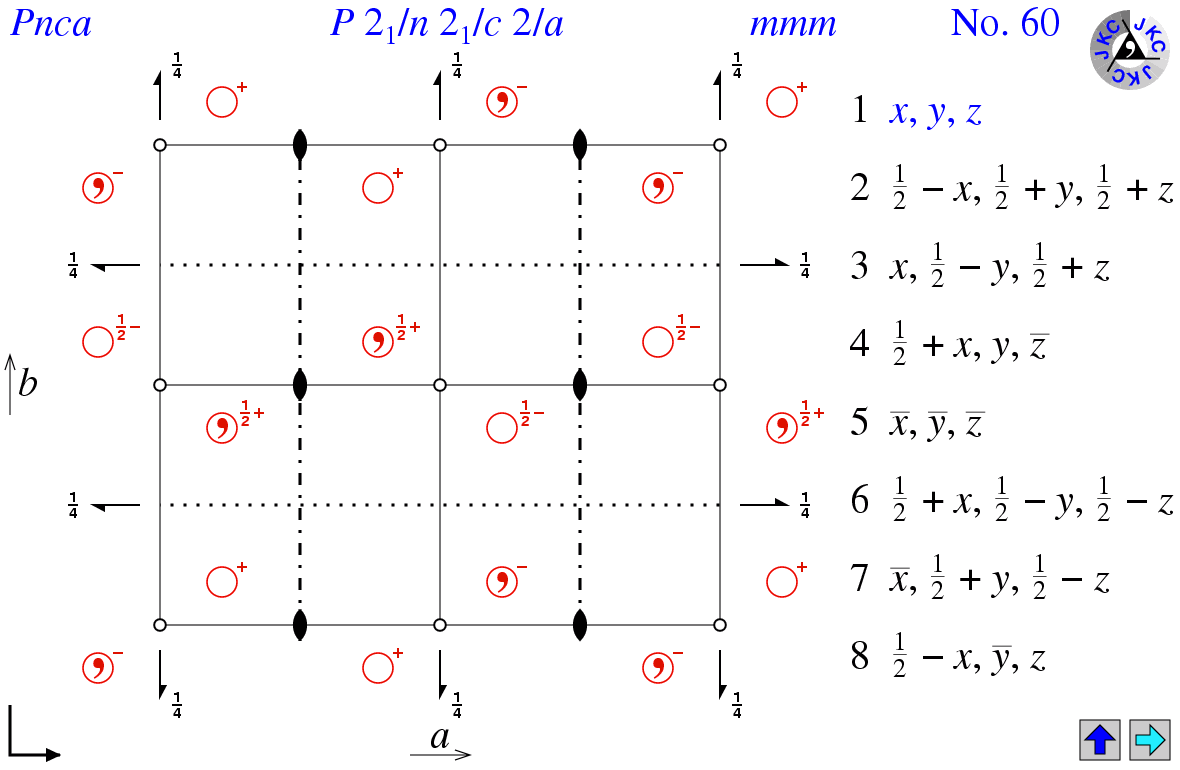 Pnca P 2₁/n 2₁/c 2/a mmm No. 60
JKC JKC JKC
1/4 1/4 1/4
+ − +
1 x, y, z
− + −
2 1/2 − x, 1/2 + y, 1/2 + z
1/4 1/4
3 x, 1/2 − y, 1/2 + z
1/2− 1/2+ 1/2−
4 1/2 + x, y, z̅
b
1/2+ 1/2− 1/2+
5 x̅, y̅, z̅
1/4 1/4
6 1/2 + x, 1/2 − y, 1/2 − z
+ − +
7 x̅, 1/2 + y, 1/2 − z
− + −
8 1/2 − x, y̅, z
1/4 1/4 1/4
a